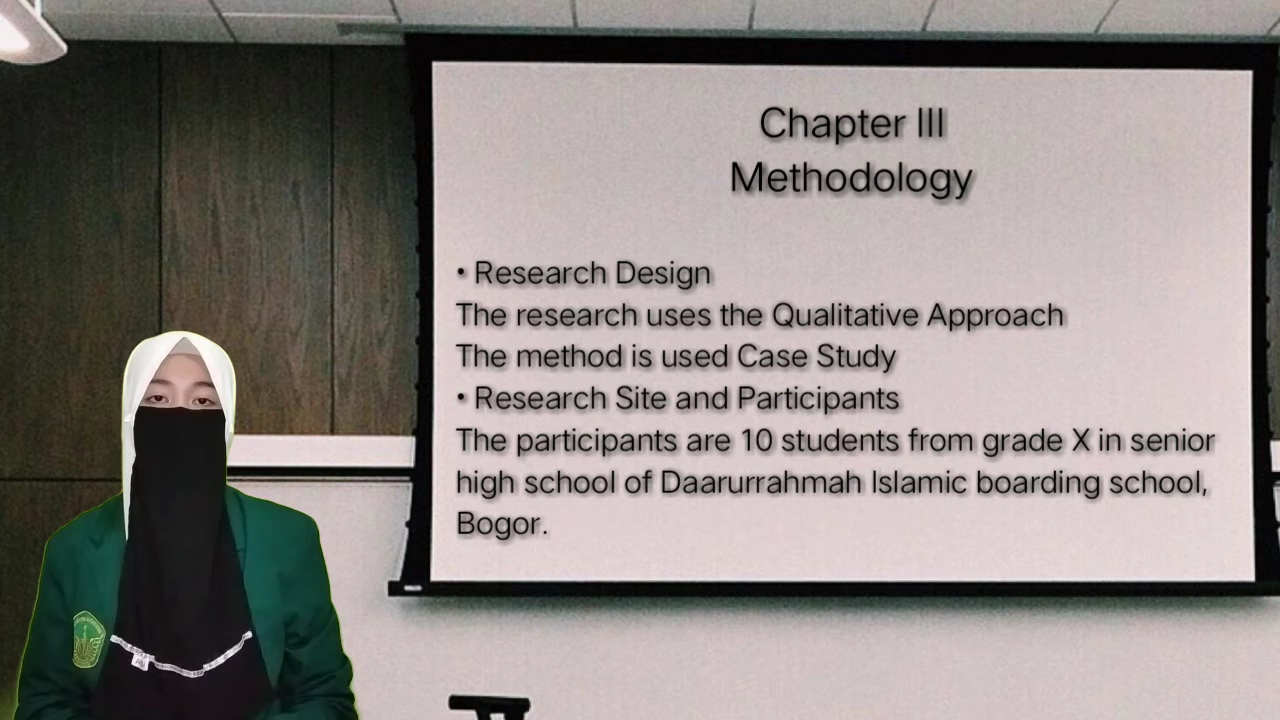 Chapter III
Methodology
• Research Design
The research uses the Qualitative Approach
The method is used Case Study
• Research Site and Participants
The participants are 10 students from grade X in senior
high school of Daarurrahmah Islamic boarding school,
Bogor.